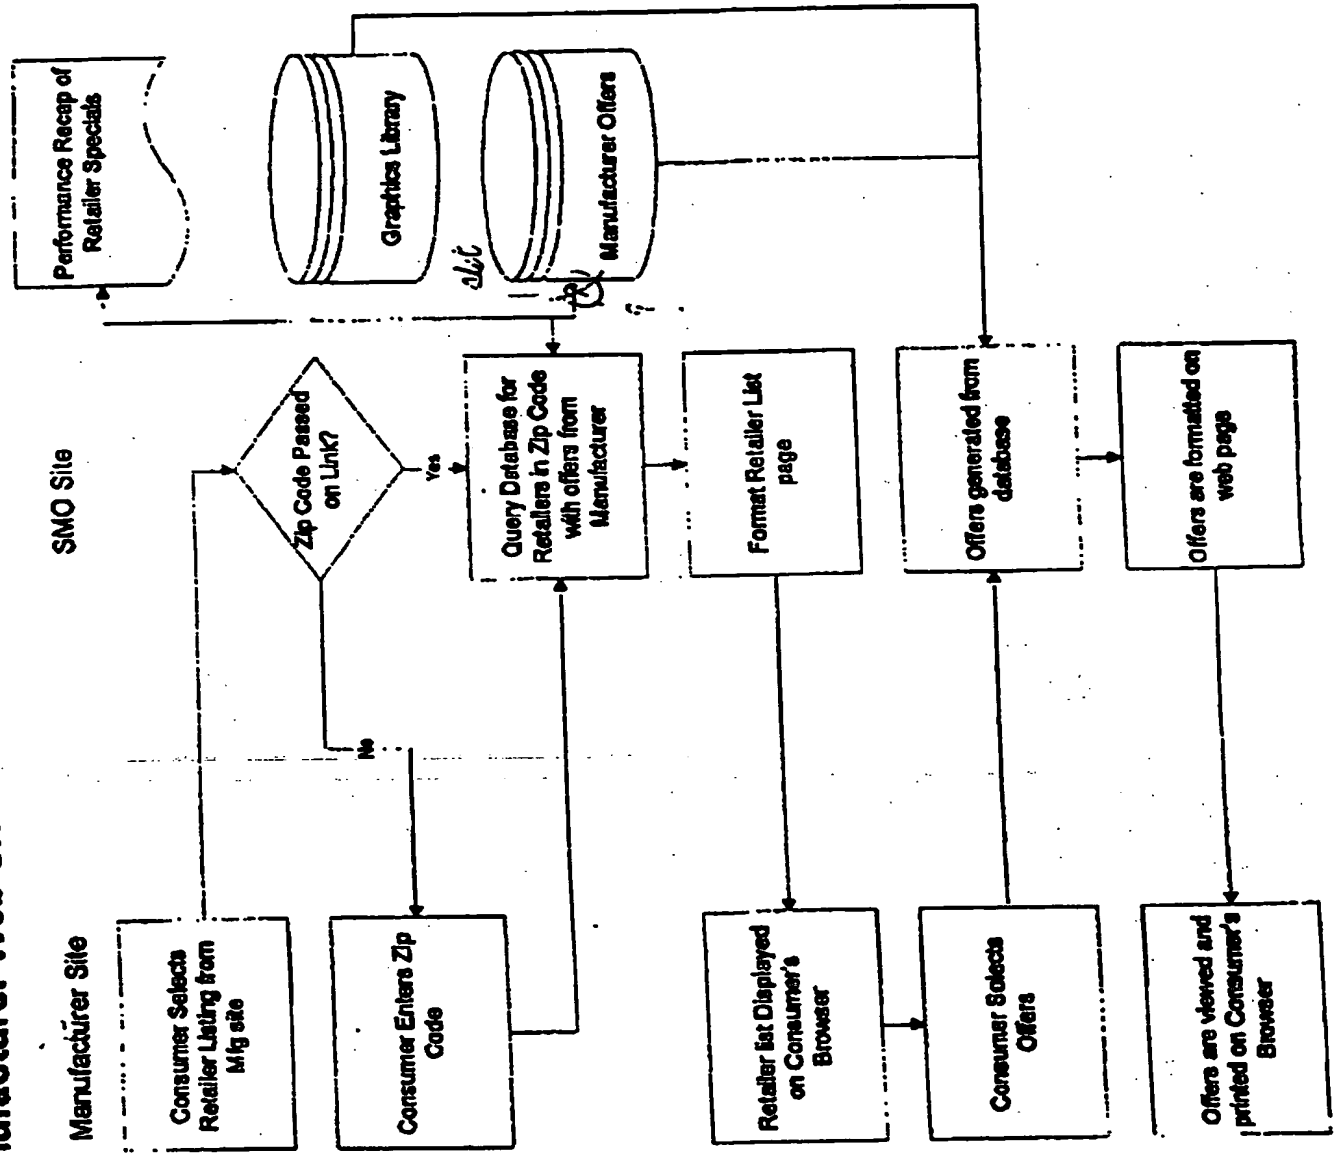 Manufacturer Site
SMO Site
Consumer Selects
Retailer Listing from
Mfg site
Zip Code Passed
on Link?
Performance Recap of
Retailer Specials
No
Yes
Consumer Enters Zip
Code
Query Database for
Retailers in Zip Code
with offers from
Manufacturer
Graphics Library
Manufacturer Offers
Format Retailer List
page
Retailer list Displayed
on Consumer's
Browser
Consumer Selects
Offers
Offers generated from
database
Offers are formatted on
web page
Offers are viewed and
printed on Consumer's
Browser